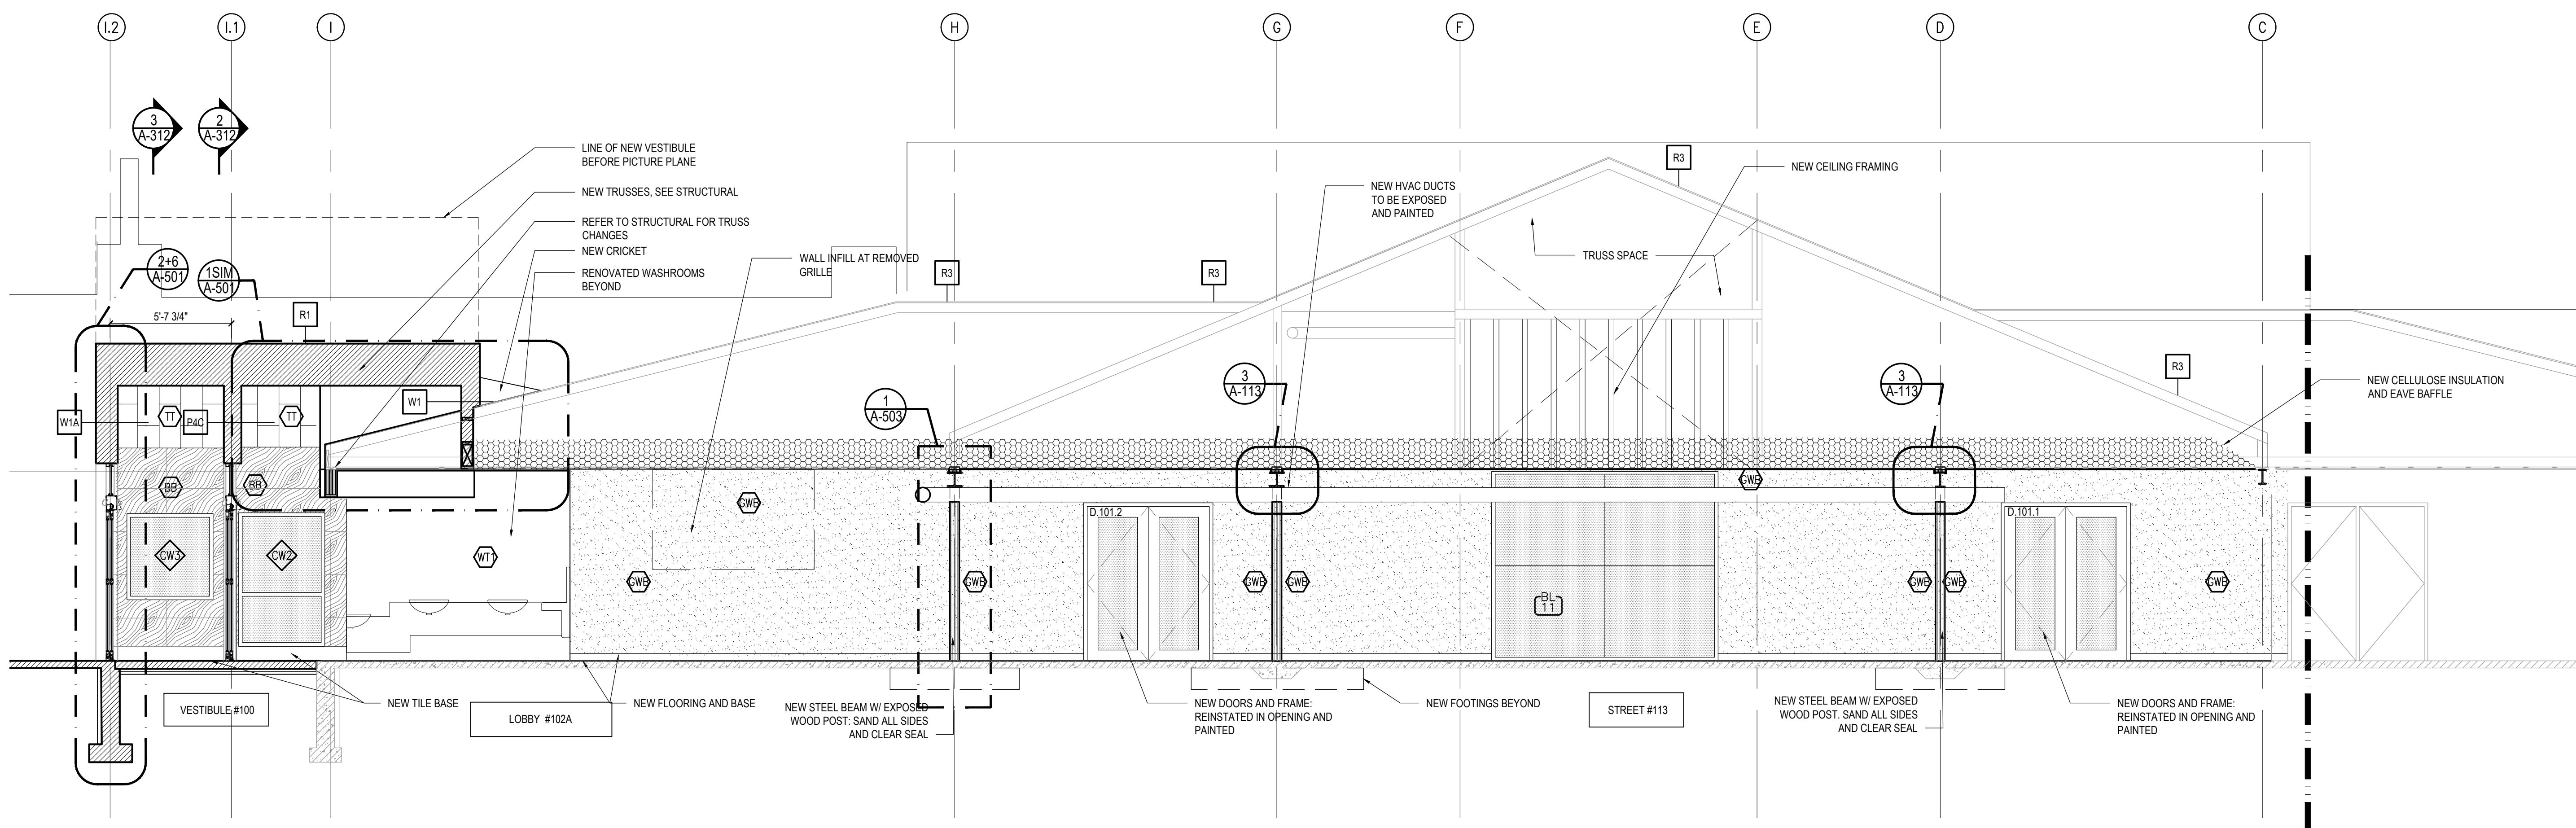 I.2
I.1
I
H
G
F
E
D
C
3
A-312
2
A-312
LINE OF NEW VESTIBULE
BEFORE PICTURE PLANE
NEW TRUSSES, SEE STRUCTURAL
REFER TO STRUCTURAL FOR TRUSS
CHANGES
NEW CRICKET
RENOVATED WASHROOMS
BEYOND
WALL INFILL AT REMOVED
GRILLE
NEW HVAC DUCTS
TO BE EXPOSED
AND PAINTED
R3
NEW CEILING FRAMING
TRUSS SPACE
2+6
A-501
1SIM
A-501
5'-7 3/4"
R1
R3
R3
R3
NEW CELLULOSE INSULATION
AND EAVE BAFFLE
W1A
TT
P4C
TT
W1
1
A-503
3
A-113
3
A-113
BB
BB
GWB
GWB
CW3
CW2
WT1
GWB
GWB
D.101.2
GWB
GWB
BL
11
GWB
GWB
D.101.1
GWB
VESTIBULE #100
NEW TILE BASE
LOBBY #102A
NEW FLOORING AND BASE
NEW STEEL BEAM W/ EXPOSED
WOOD POST: SAND ALL SIDES
AND CLEAR SEAL
NEW DOORS AND FRAME:
REINSTATED IN OPENING AND
PAINTED
NEW FOOTINGS BEYOND
STREET #113
NEW STEEL BEAM W/ EXPOSED
WOOD POST. SAND ALL SIDES
AND CLEAR SEAL
NEW DOORS AND FRAME:
REINSTATED IN OPENING AND
PAINTED